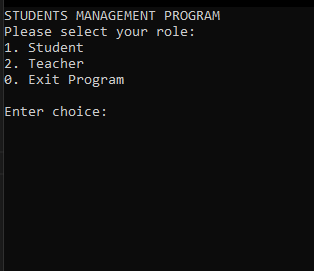 STUDENTS MANAGEMENT PROGRAM
Please select your role:
1. Student
2. Teacher
0. Exit Program
Enter choice: